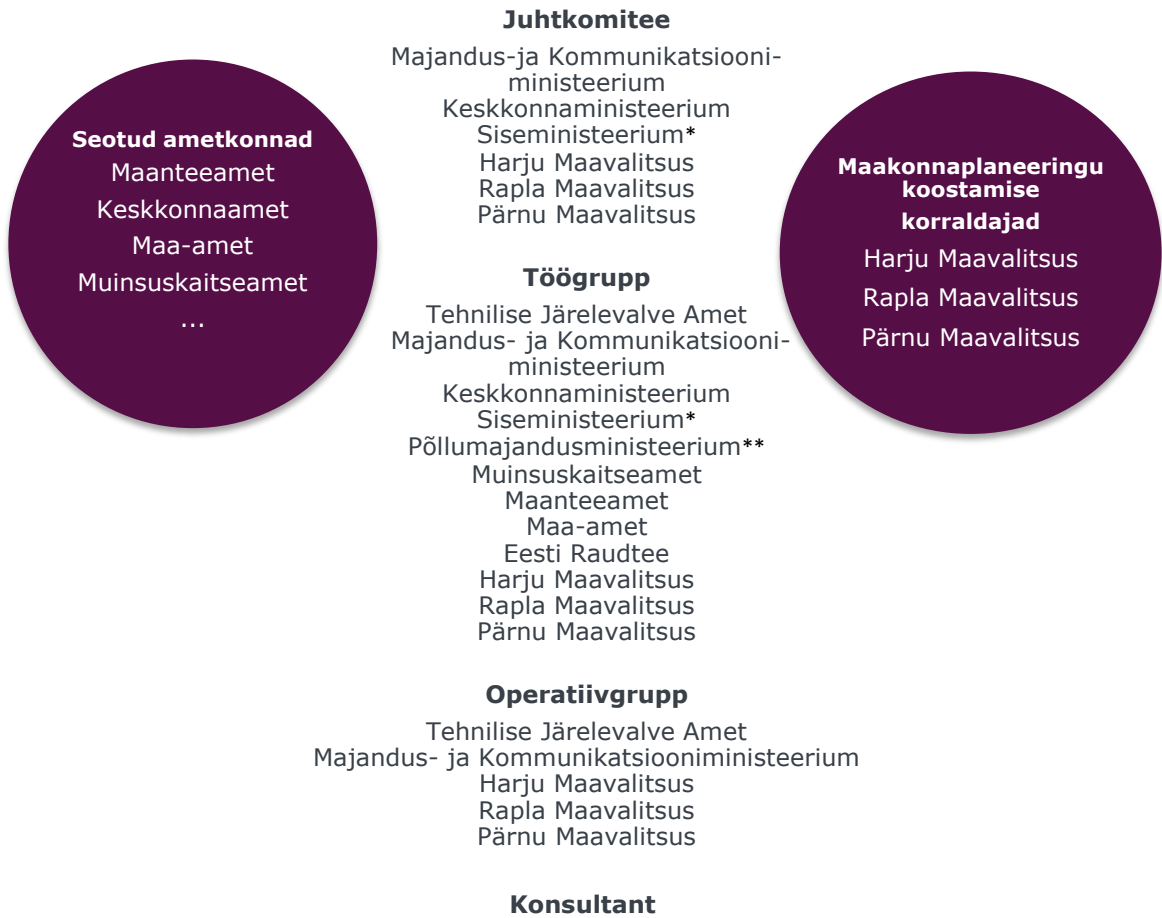 Juhtkomitee
Majandus-ja Kommunikatsiooni-
ministeerium
Keskkonnaministeerium
Siseministeerium*
Harju Maavalitsus
Rapla Maavalitsus
Pärnu Maavalitsus
Seotud ametkonnad
Maanteeamet
Keskkonnaamet
Maa-amet
Muinsuskaitseamet
...
Maakonnaplaneeringu
koostamise
korraldajad
Harju Maavalitsus
Rapla Maavalitsus
Pärnu Maavalitsus
Töögrupp
Tehnilise Järelevalve Amet
Majandus- ja Kommunikatsiooni-
ministeerium
Keskkonnaministeerium
Siseministeerium*
Põllumajandusministeerium**
Muinsuskaitseamet
Maanteeamet
Maa-amet
Eesti Raudtee
Harju Maavalitsus
Rapla Maavalitsus
Pärnu Maavalitsus
Operatiivgrupp
Tehnilise Järelevalve Amet
Majandus- ja Kommunikatsiooniministeerium
Harju Maavalitsus
Rapla Maavalitsus
Pärnu Maavalitsus
Konsultant